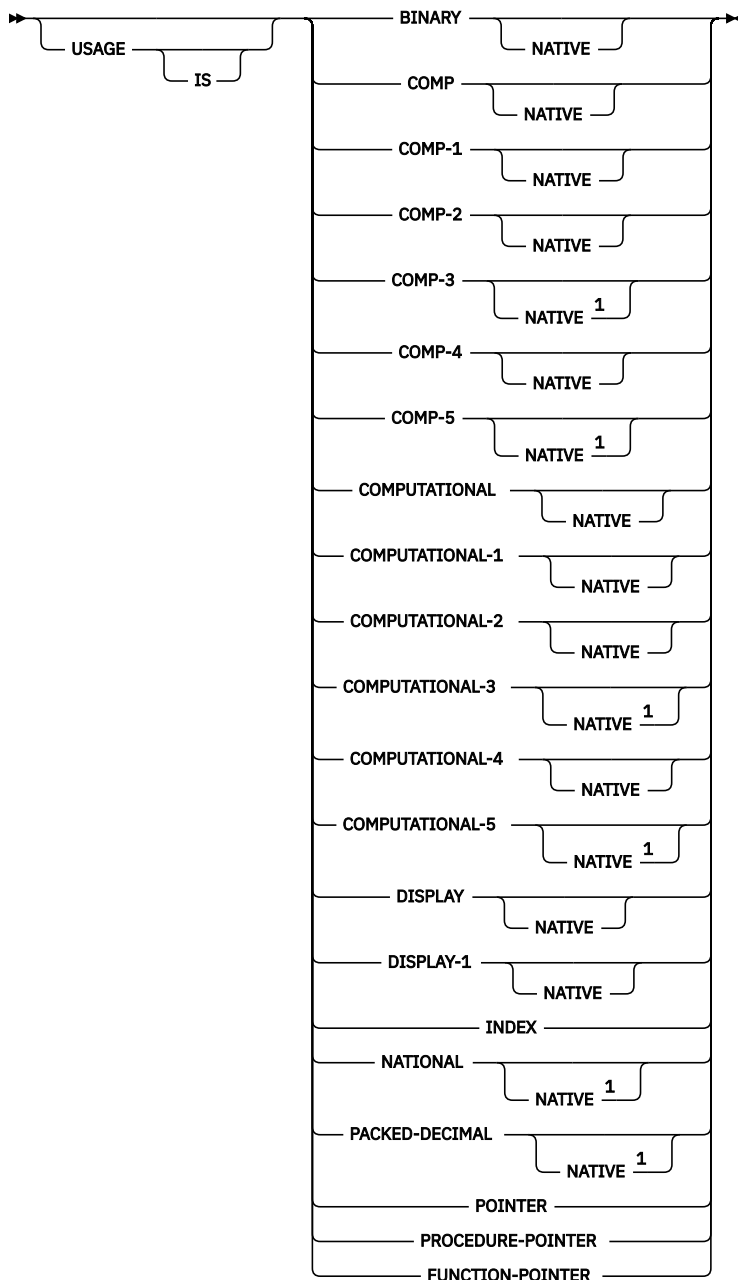 BINARY
NATIVE
USAGE
IS
COMP
NATIVE
COMP-1
NATIVE
COMP-2
NATIVE
COMP-3
NATIVE 1
COMP-4
NATIVE
COMP-5
NATIVE 1
COMPUTATIONAL
NATIVE
COMPUTATIONAL-1
NATIVE
COMPUTATIONAL-2
NATIVE
COMPUTATIONAL-3
NATIVE 1
COMPUTATIONAL-4
NATIVE
COMPUTATIONAL-5
NATIVE 1
DISPLAY
NATIVE
DISPLAY-1
NATIVE
INDEX
NATIONAL
NATIVE 1
PACKED-DECIMAL
NATIVE 1
POINTER
PROCEDURE-POINTER
FUNCTION-POINTER